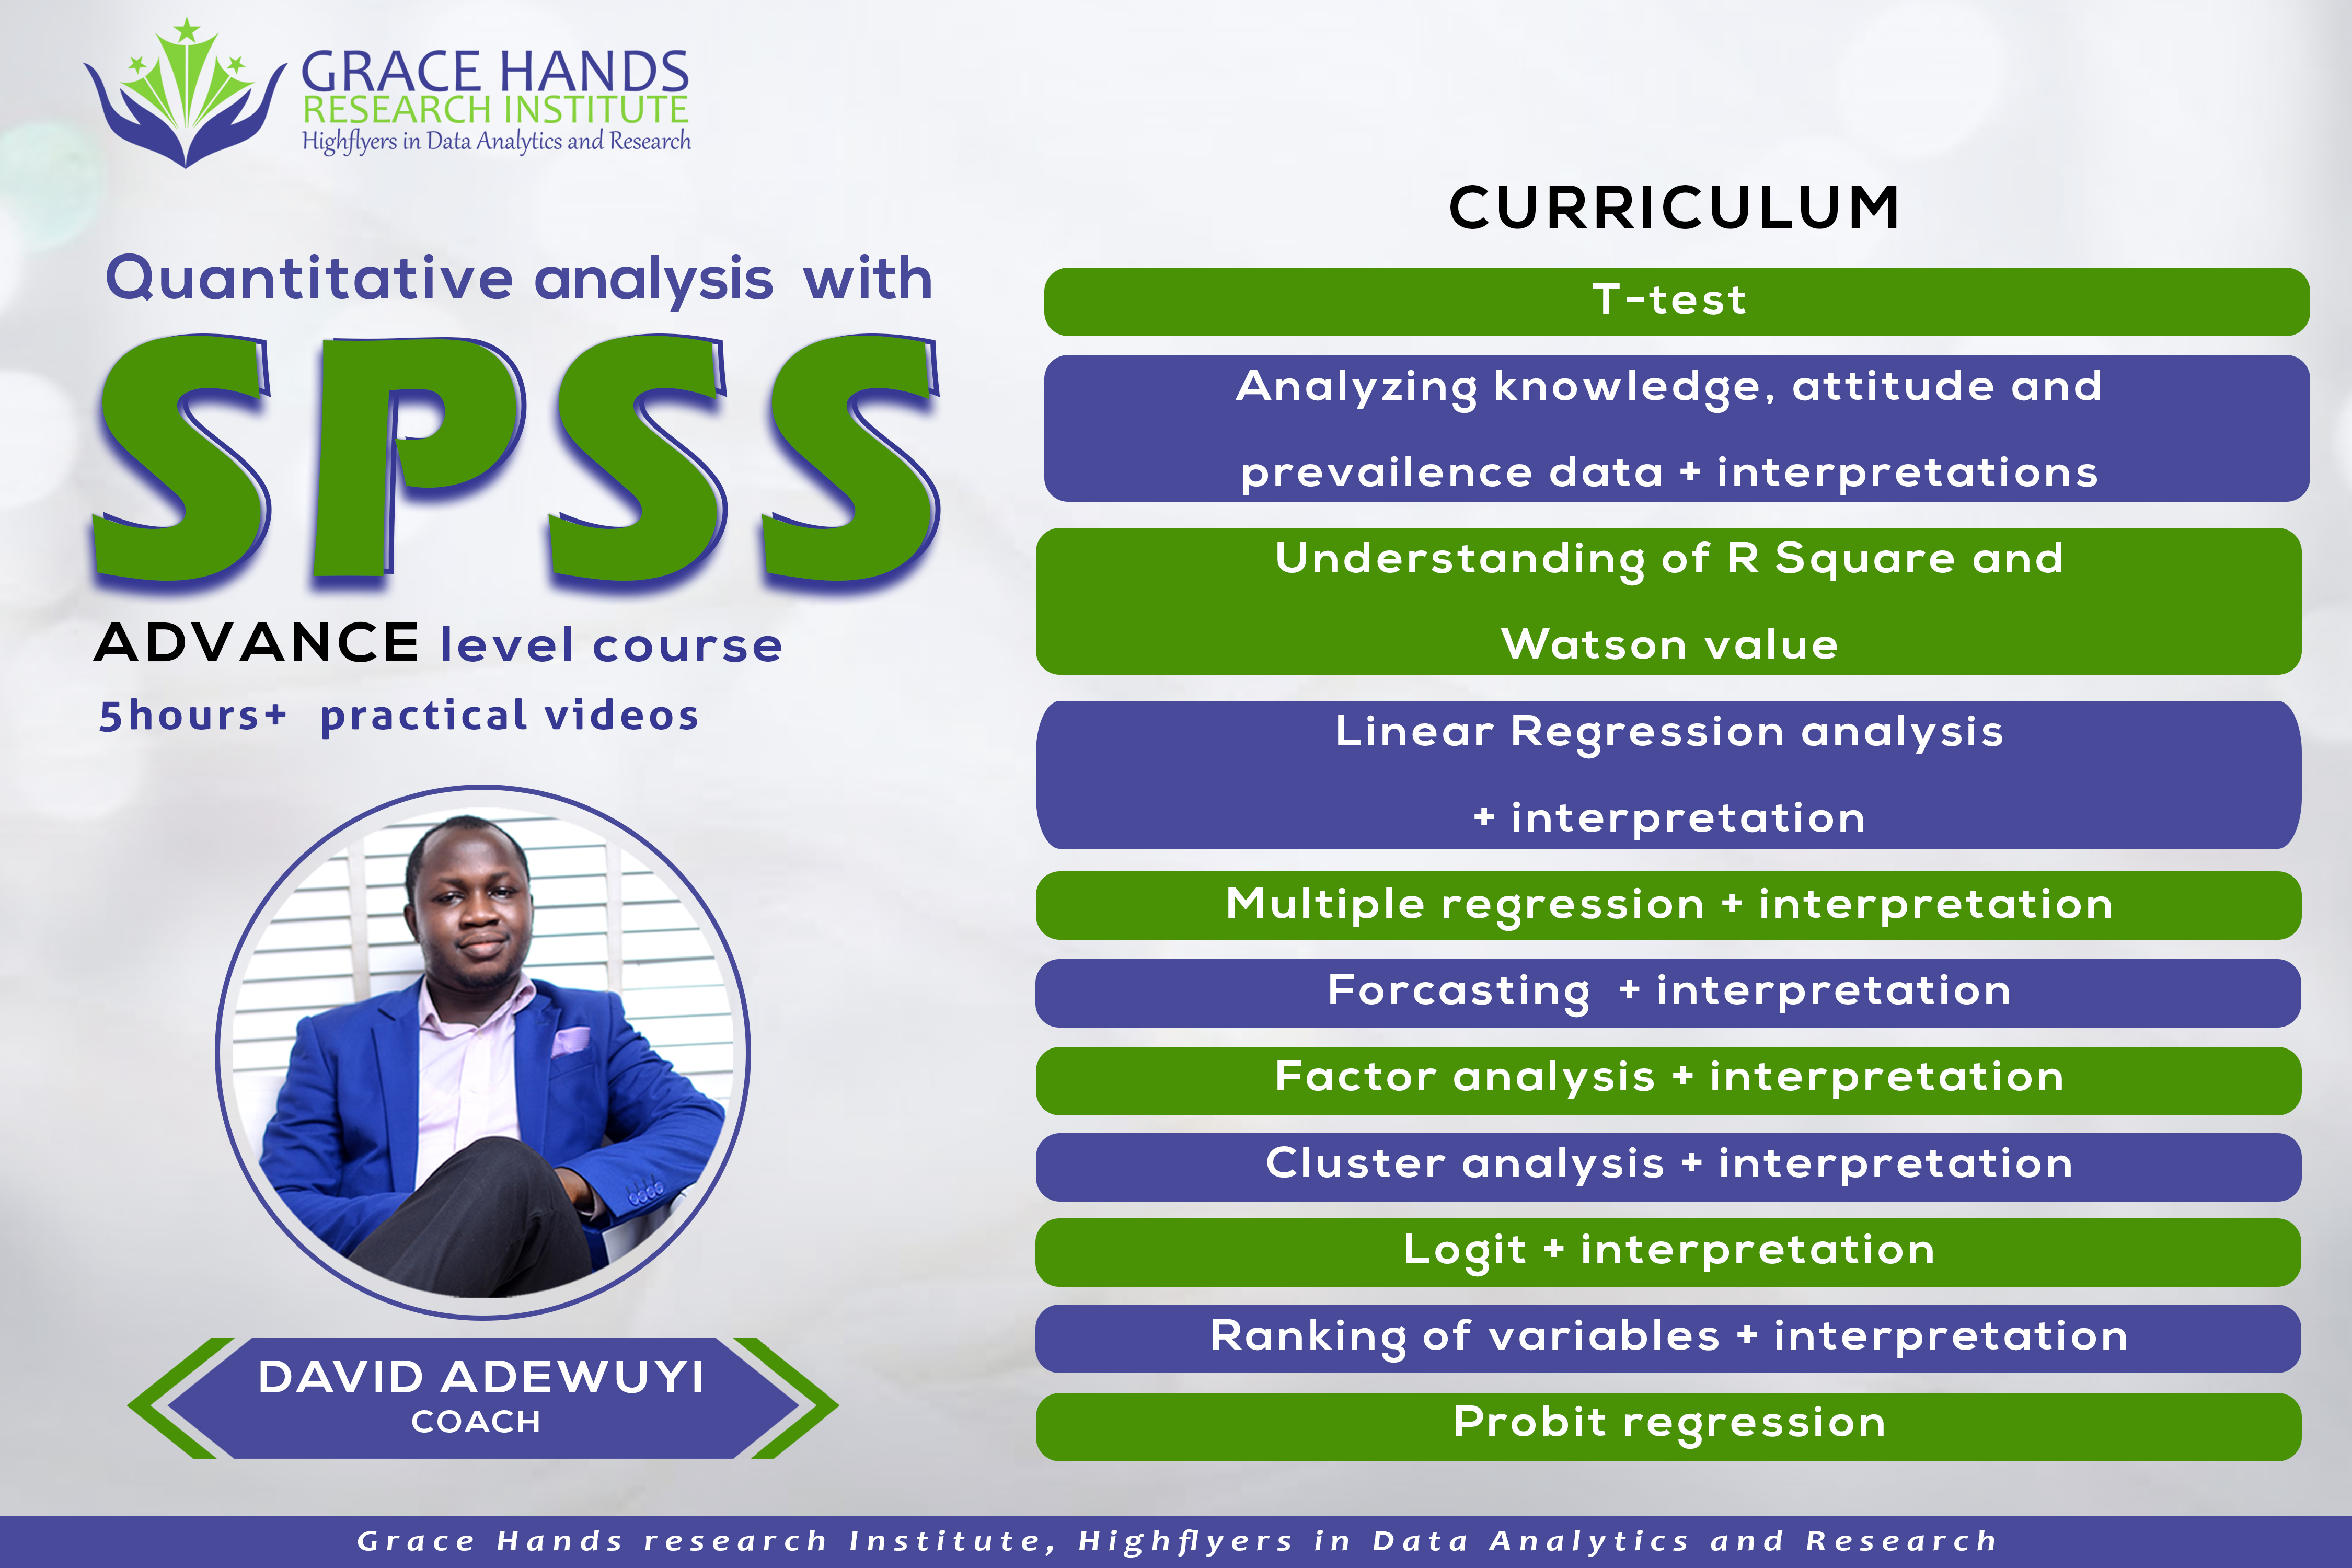 GRACE HANDS
RESEARCH INSTITUTE
Highflyers in Data Analytics and Research
Quantitative analysis with
SPSS
ADVANCE level course
5hours+ practical videos
DAVID ADEWUYI
COACH
CURRICULUM
T-test
Analyzing knowledge, attitude and
prevailence data + interpretations
Understanding of R Square and
Watson value
Linear Regression analysis
+ interpretation
Multiple regression + interpretation
Forcasting + interpretation
Factor analysis + interpretation
Cluster analysis + interpretation
Logit + interpretation
Ranking of variables + interpretation
Probit regression
Grace Hands research Institute, Highflyers in Data Analytics and Research